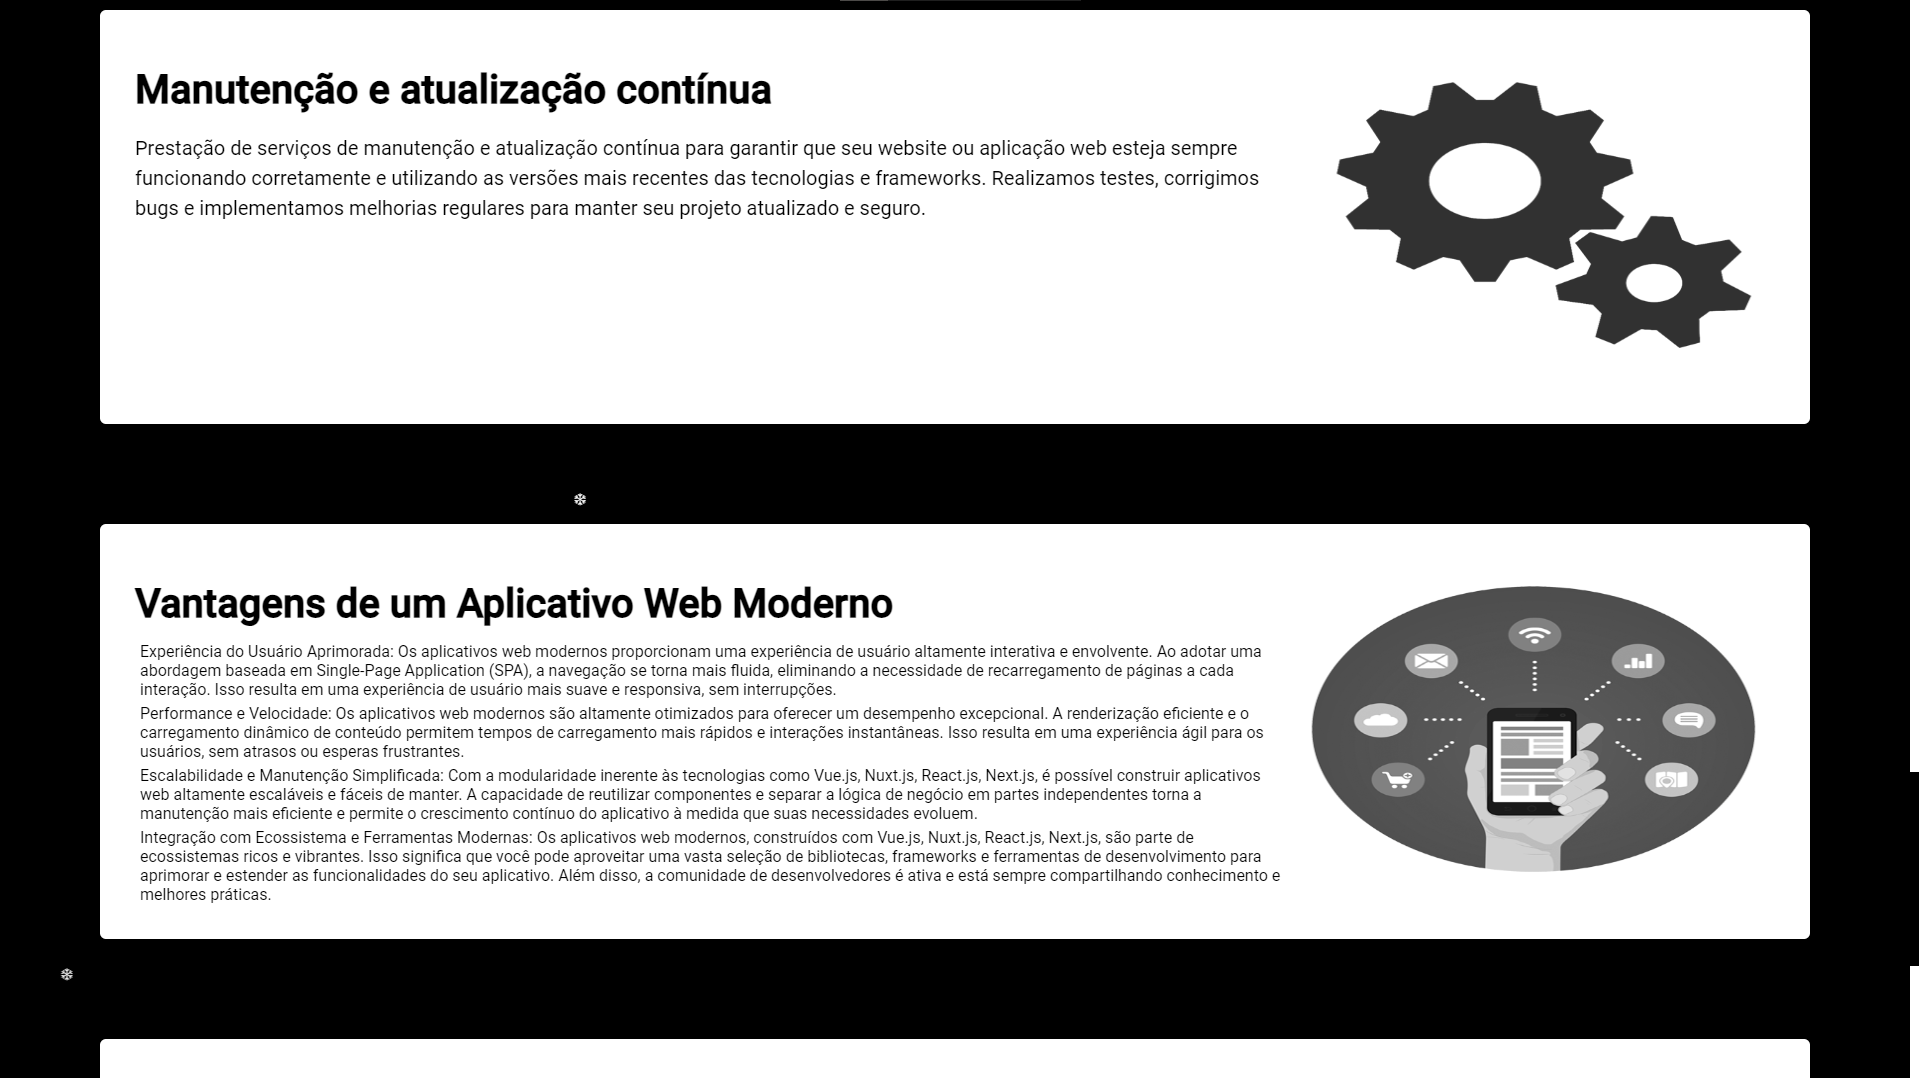 Manutenção e atualização contínua
Prestação de serviços de manutenção e atualização contínua para garantir que seu website ou aplicação web esteja sempre
funcionando corretamente e utilizando as versões mais recentes das tecnologias e frameworks. Realizamos testes, corrigimos
bugs e implementamos melhorias regulares para manter seu projeto atualizado e seguro.
Vantagens de um Aplicativo Web Moderno
Experiência do Usuário Aprimorada: Os aplicativos web modernos proporcionam uma experiência de usuário altamente interativa e envolvente. Ao adotar uma
abordagem baseada em Single-Page Application (SPA), a navegação se torna mais fluida, eliminando a necessidade de recarregamento de páginas a cada
interação. Isso resulta em uma experiência de usuário mais suave e responsiva, sem interrupções.
Performance e Velocidade: Os aplicativos web modernos são altamente otimizados para oferecer um desempenho excepcional. A renderização eficiente e o
carregamento dinâmico de conteúdo permitem tempos de carregamento mais rápidos e interações instantâneas. Isso resulta em uma experiência ágil para os
usuários, sem atrasos ou esperas frustrantes.
Escalabilidade e Manutenção Simplificada: Com a modularidade inerente às tecnologias como Vue.js, Nuxt.js, React.js, Next.js, é possível construir aplicativos
web altamente escaláveis e fáceis de manter. A capacidade de reutilizar componentes e separar a lógica de negócio em partes independentes torna a
manutenção mais eficiente e permite o crescimento contínuo do aplicativo à medida que suas necessidades evoluem.
Integração com Ecossistema e Ferramentas Modernas: Os aplicativos web modernos, construídos com Vue.js, Nuxt.js, React.js, Next.js, são parte de
ecossistemas ricos e vibrantes. Isso significa que você pode aproveitar uma vasta seleção de bibliotecas, frameworks e ferramentas de desenvolvimento para
aprimorar e estender as funcionalidades do seu aplicativo. Além disso, a comunidade de desenvolvedores é ativa e está sempre compartilhando conhecimento e
melhores práticas.